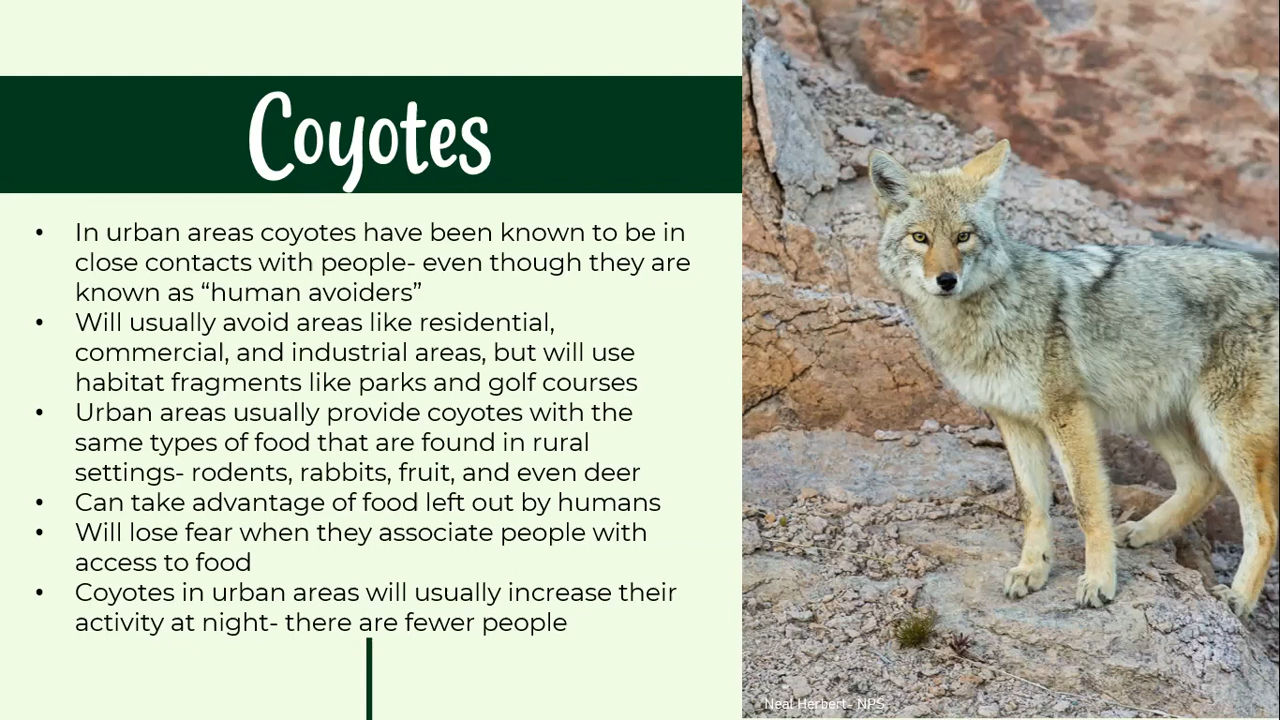 Coyotes
• In urban areas coyotes have been known to be in
close contacts with people- even though they are
known as “human avoiders”
• Will usually avoid areas like residential,
commercial, and industrial areas, but will use
habitat fragments like parks and golf courses
• Urban areas usually provide coyotes with the
same types of food that are found in rural
settings- rodents, rabbits, fruit, and even deer
• Can take advantage of food left out by humans
• Will lose fear when they associate people with
access to food
• Coyotes in urban areas will usually increase their
activity at night- there are fewer people
Neal Herbert- NPS